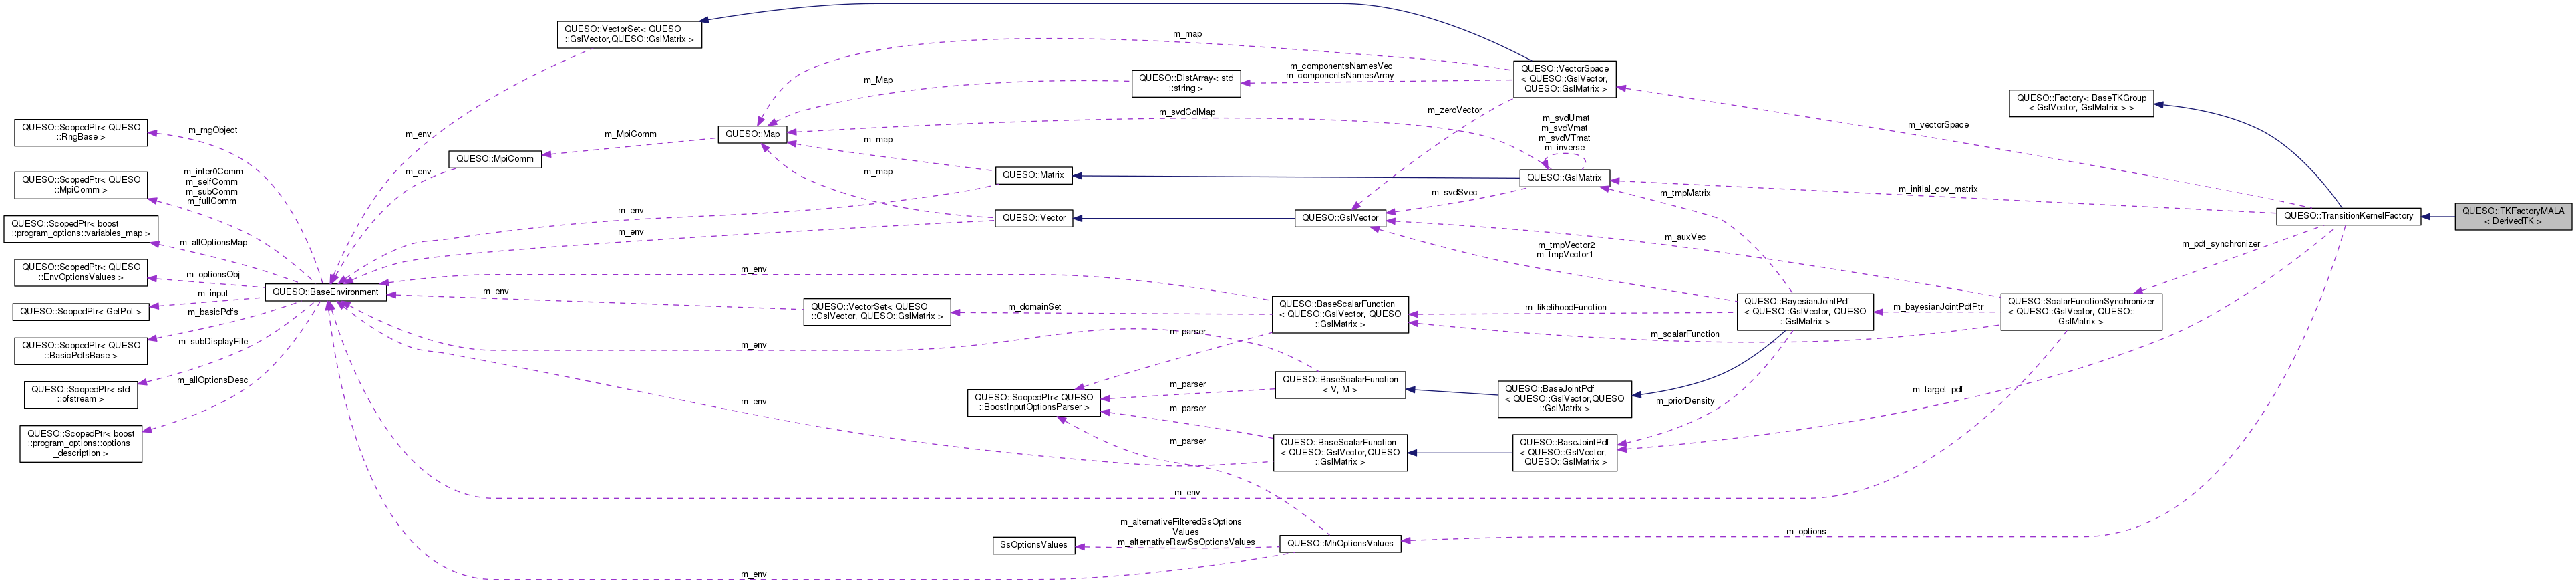 QUESO::ScopedPtr< QUESO
::RngBase >
QUESO::ScopedPtr< QUESO
::MpiComm >
QUESO::ScopedPtr< boost
::program_options::variables_map >
QUESO::ScopedPtr< QUESO
::EnvOptionsValues >
QUESO::ScopedPtr< GetPot >
QUESO::ScopedPtr< QUESO
::BasicPdfsBase >
QUESO::ScopedPtr< std
::ofstream >
QUESO::ScopedPtr< boost
::program_options::options
_description >
m_rngObject
m_inter0Comm
m_selfComm
m_subComm
m_fullComm
m_allOptionsMap
m_optionsObj
m_input
m_basicPdfs
m_subDisplayFile
m_allOptionsDesc
QUESO::BaseEnvironment
m_env
m_env
QUESO::MpiComm
QUESO::VectorSet< QUESO
::GslVector,QUESO::GslMatrix >
m_MpiComm
m_env
m_env
m_env
QUESO::Map
m_env
m_env
m_env
m_env
QUESO::VectorSet< QUESO
::GslVector, QUESO::GslMatrix >
m_map
m_Map
m_svdColMap
m_map
m_map
QUESO::DistArray< std
::string >
QUESO::Matrix
QUESO::Vector
m_domainSet
m_parser
m_parser
m_parser
m_parser
QUESO::ScopedPtr< QUESO
::BoostInputOptionsParser >
SsOptionsValues
m_env
m_alternativeFilteredSsOptions
Values
m_alternativeRawSsOptionsValues
m_componentsNamesVec
m_componentsNamesArray
m_zeroVector
m_svdSvec
QUESO::GslVector
QUESO::BaseScalarFunction
< QUESO::GslVector, QUESO
::GslMatrix >
QUESO::BaseScalarFunction
< V, M >
QUESO::BaseScalarFunction
< QUESO::GslVector,QUESO
::GslMatrix >
QUESO::MhOptionsValues
QUESO::VectorSpace
< QUESO::GslVector,
QUESO::GslMatrix >
m_svdUmat
m_svdVmat
m_svdVTmat
m_inverse
QUESO::GslMatrix
m_tmpVector2
m_tmpVector1
m_likelihoodFunction
QUESO::BaseJointPdf
< QUESO::GslVector,QUESO
::GslMatrix >
QUESO::BaseJointPdf
< QUESO::GslVector,
QUESO::GslMatrix >
m_tmpMatrix
m_auxVec
m_scalarFunction
m_priorDensity
QUESO::BayesianJointPdf
< QUESO::GslVector, QUESO
::GslMatrix >
m_options
m_vectorSpace
m_initial_cov_matrix
m_bayesianJointPdfPtr
m_target_pdf
QUESO::Factory< BaseTKGroup
< GslVector, GslMatrix > >
QUESO::ScalarFunctionSynchronizer
< QUESO::GslVector, QUESO::
GslMatrix >
m_pdf_synchronizer
QUESO::TransitionKernelFactory
QUESO::TKFactoryMALA
< DerivedTK >